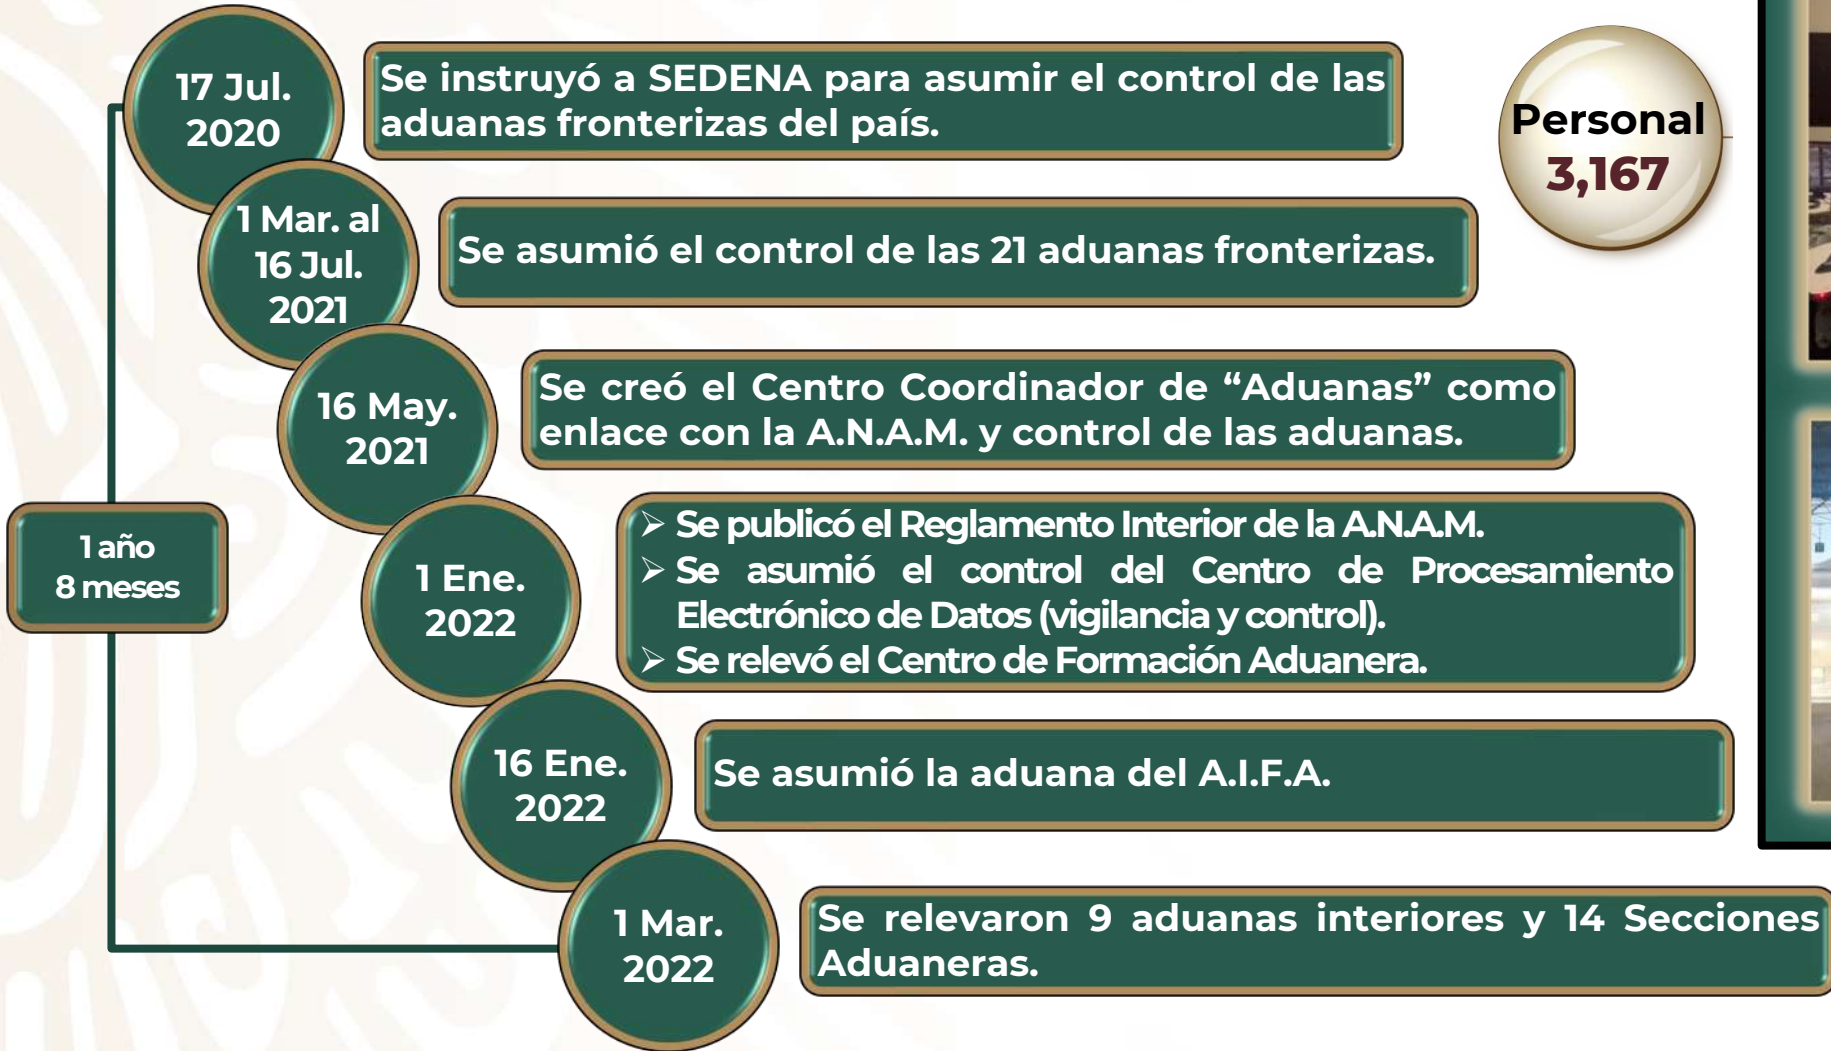 17 Jul.
2020
Se instruyó a SEDENA para asumir el control de las
aduanas fronterizas del país.
Personal
3,167
1 Mar. al
16 Jul.
2021
Se asumió el control de las 21 aduanas fronterizas.
16 May.
2021
Se creó el Centro Coordinador de “Aduanas” como
enlace con la A.N.A.M. y control de las aduanas.
1 año
8 meses
1 Ene.
2022
➢ Se publicó el Reglamento Interior de la A.N.A.M.
➢ Se asumió el control del Centro de Procesamiento
Electrónico de Datos (vigilancia y control).
➢ Se relevó el Centro de Formación Aduanera.
16 Ene.
2022
Se asumió la aduana del A.I.F.A.
1 Mar.
2022
Se relevaron 9 aduanas interiores y 14 Secciones
Aduaneras.